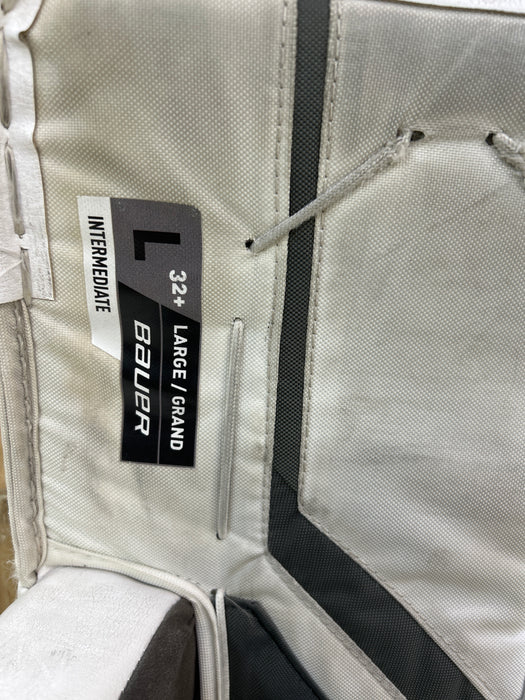 INTERMEDIATE
L
32+ LARGE / GRAND
BAUER